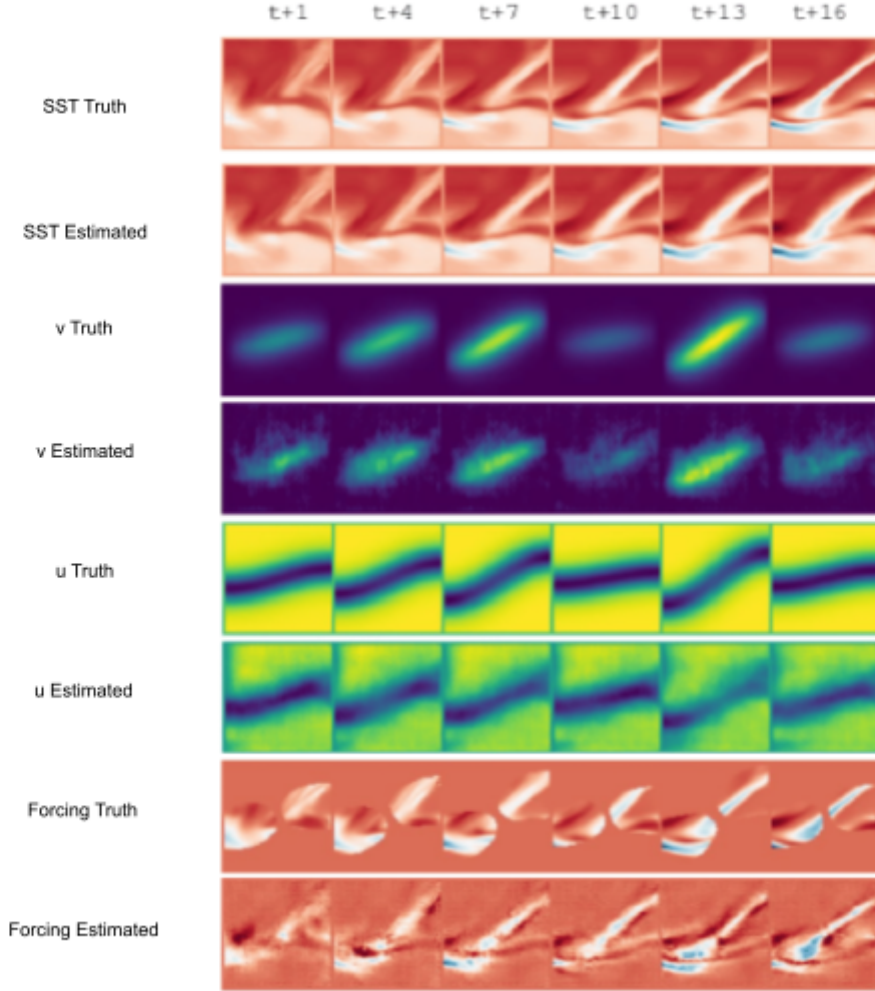 t+1 t+4 t+7 t+10 t+13 t+16
SST Truth
SST Estimated
v Truth
v Estimated
u Truth
u Estimated
Forcing Truth
Forcing Estimated